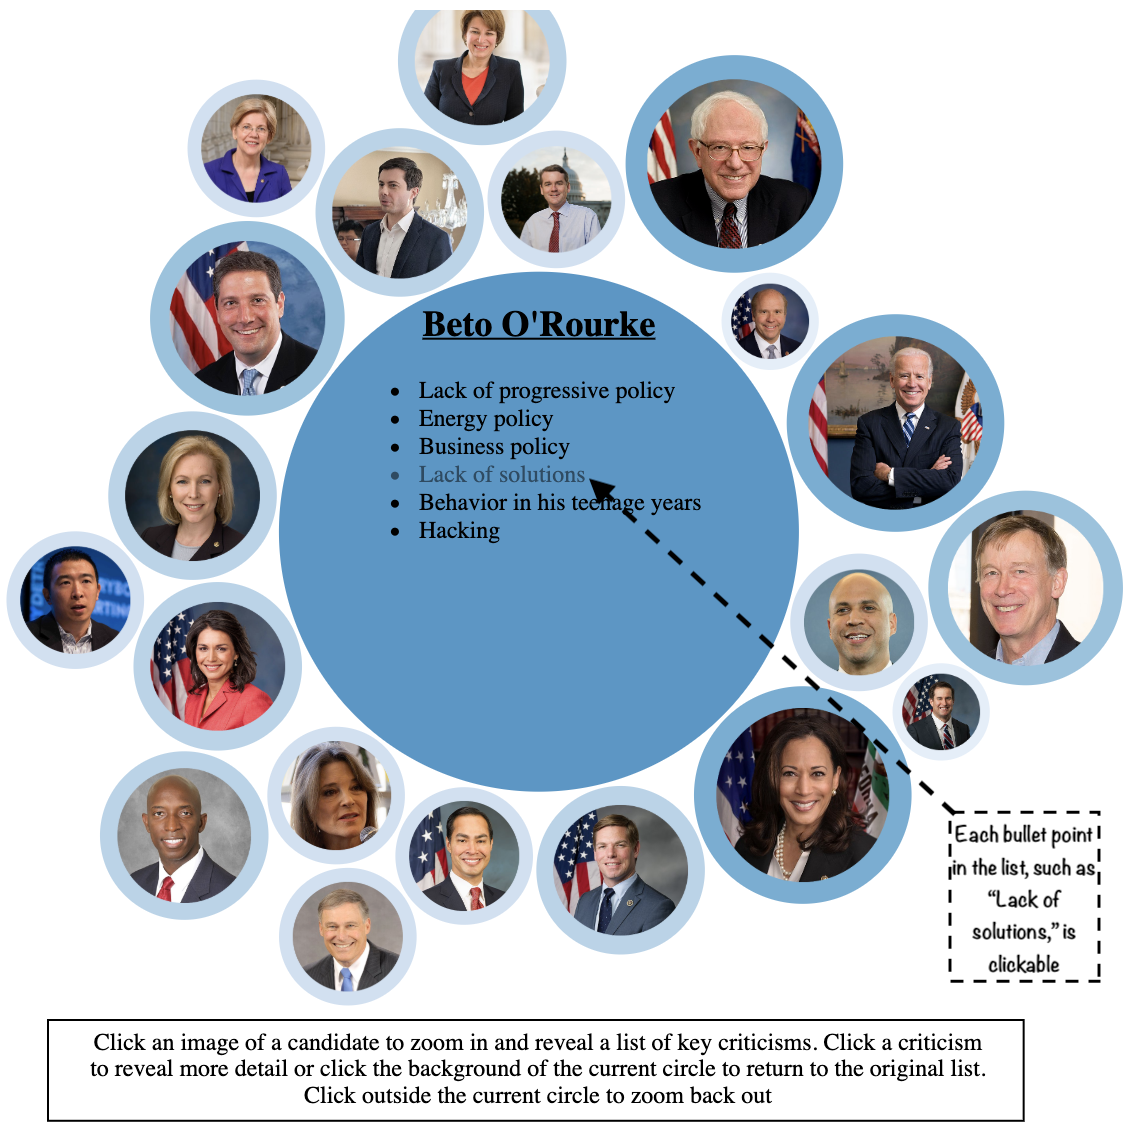 Beto O'Rourke
Lack of progressive policy
Energy policy
Business policy
Lack of solutions
Behavior in his teenage years
Hacking
Each bullet point
in the list, such as
“Lack of
solutions,” is
clickable
Click an image of a candidate to zoom in and reveal a list of key criticisms. Click a criticism
to reveal more detail or click the background of the current circle to return to the original list.
Click outside the current circle to zoom back out